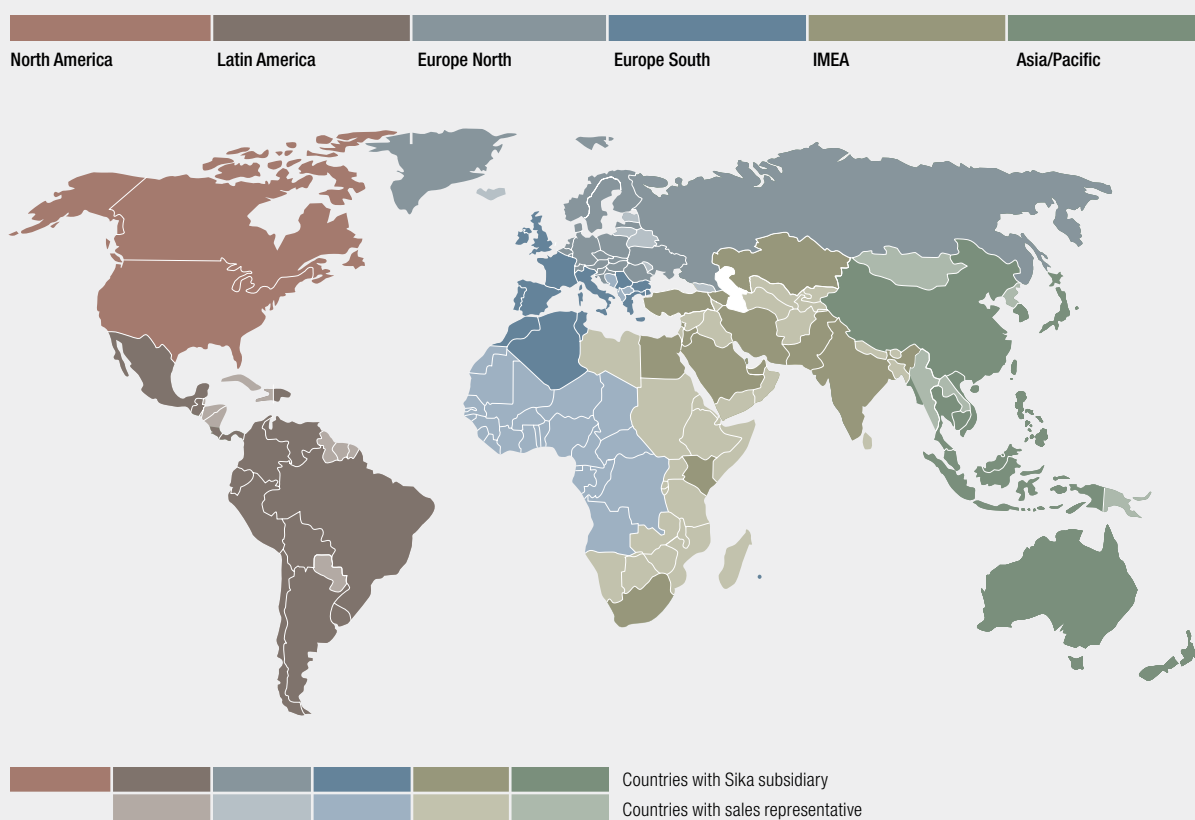 North America Latin America Europe North Europe South IMEA Asia/Pacific
Countries with Sika subsidiary
Countries with sales representative